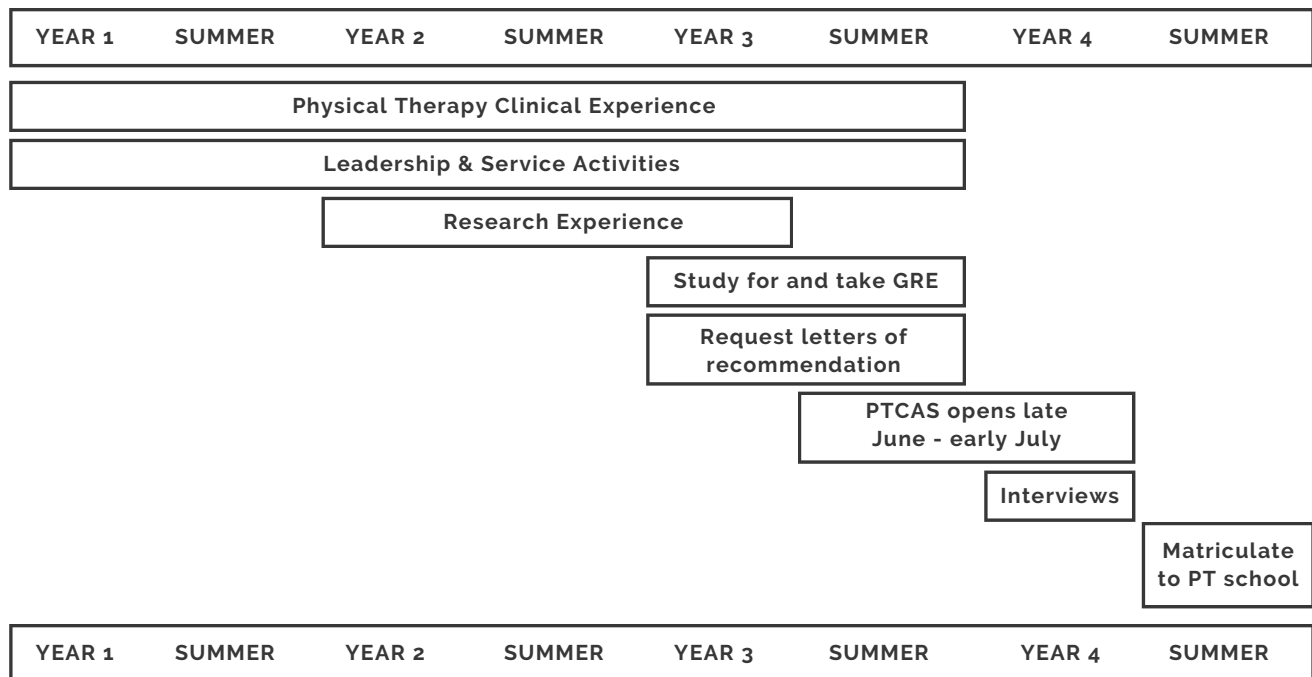 YEAR 1 SUMMER YEAR 2 SUMMER YEAR 3 SUMMER YEAR 4 SUMMER
Physical Therapy Clinical Experience
Leadership & Service Activities
Research Experience
Study for and take GRE
Request letters of
recommendation
PTCAS opens late
June - early July
Interviews
Matriculate
to PT school
YEAR 1 SUMMER YEAR 2 SUMMER YEAR 3 SUMMER YEAR 4 SUMMER